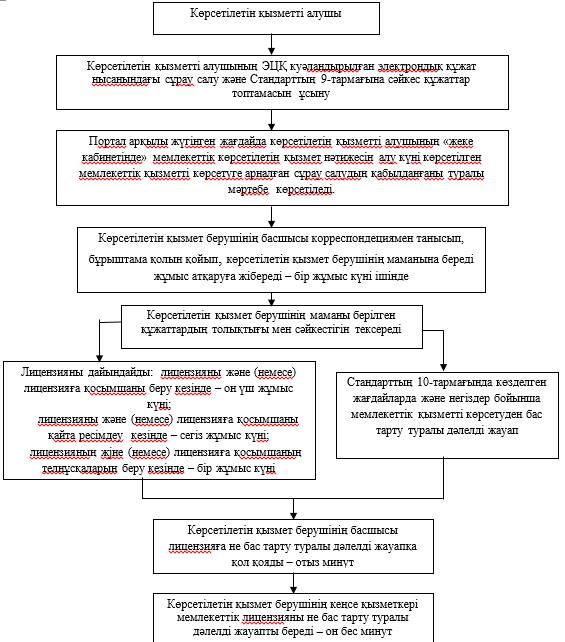 Көрсетілетін қызметті алушы
Көрсетілетін қызметті алушының ЭЦҚ куәландырылған электрондық құжат
нысанындағы сұрау салу және Стандарттың 9-тармағына сәйкес құжаттар
топтамасын ұсыну
Портал арқылы жүгінген жағдайда көрсетілетін қызметті алушының «жеке
кабинетінде» мемлекеттік көрсетілетін қызмет нәтижесін алу күні көрсетілген
мемлекеттік қызметті көрсетуге арналған сұрау салудың қабылданғаны туралы
мәртебе көрсетіледі.
Көрсетілетін қызмет берушінің басшысы корреспондециямен танысып,
бұрыштама қолын қойып, көрсетілетін қызмет берушінің маманына береді
жұмыс атқаруға жібереді – бір жұмыс күні ішінде
Көрсетілетін қызмет берушінің маманы берілген
құжаттардың толықтығы мен сәйкестігін тексереді
Лицензияны дайындайды: лицензияны және (немесе)
лицензияға қосымшаны беру кезінде – он үш жұмыс
күні;
лицензияны және (немесе) лицензияға қосымшаны
қайта ресімдеу кезінде – сегіз жұмыс күні;
лицензияның жіне (немесе) лицензияға қосымшаның
телнұсқаларын беру кезінде – бір жұмыс күні
Стандарттың 10-тармағында кезделген
жағдайларда және негіздер бойынша
мемлекеттік қызметті көрсетуден бас
тарту туралы дәлелді жауап
Көрсетілетін қызмет берушінің басшысы
лицензияға не бас тарту туралы дәлелді жауапқа
қол қояды – отыз минут
Көрсетілетін қызмет берушінің кеңсе қызметкері
мемлекеттік лицензияны не бас тарту туралы
дәлелді жауапты береді – он бес минут